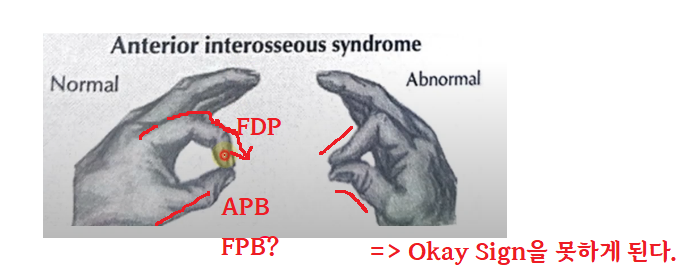 Anterior interosseous syndrome
Normal
Abnormal
FDP
APB
FPB?
=> Okay Sign을 못하게 된다.